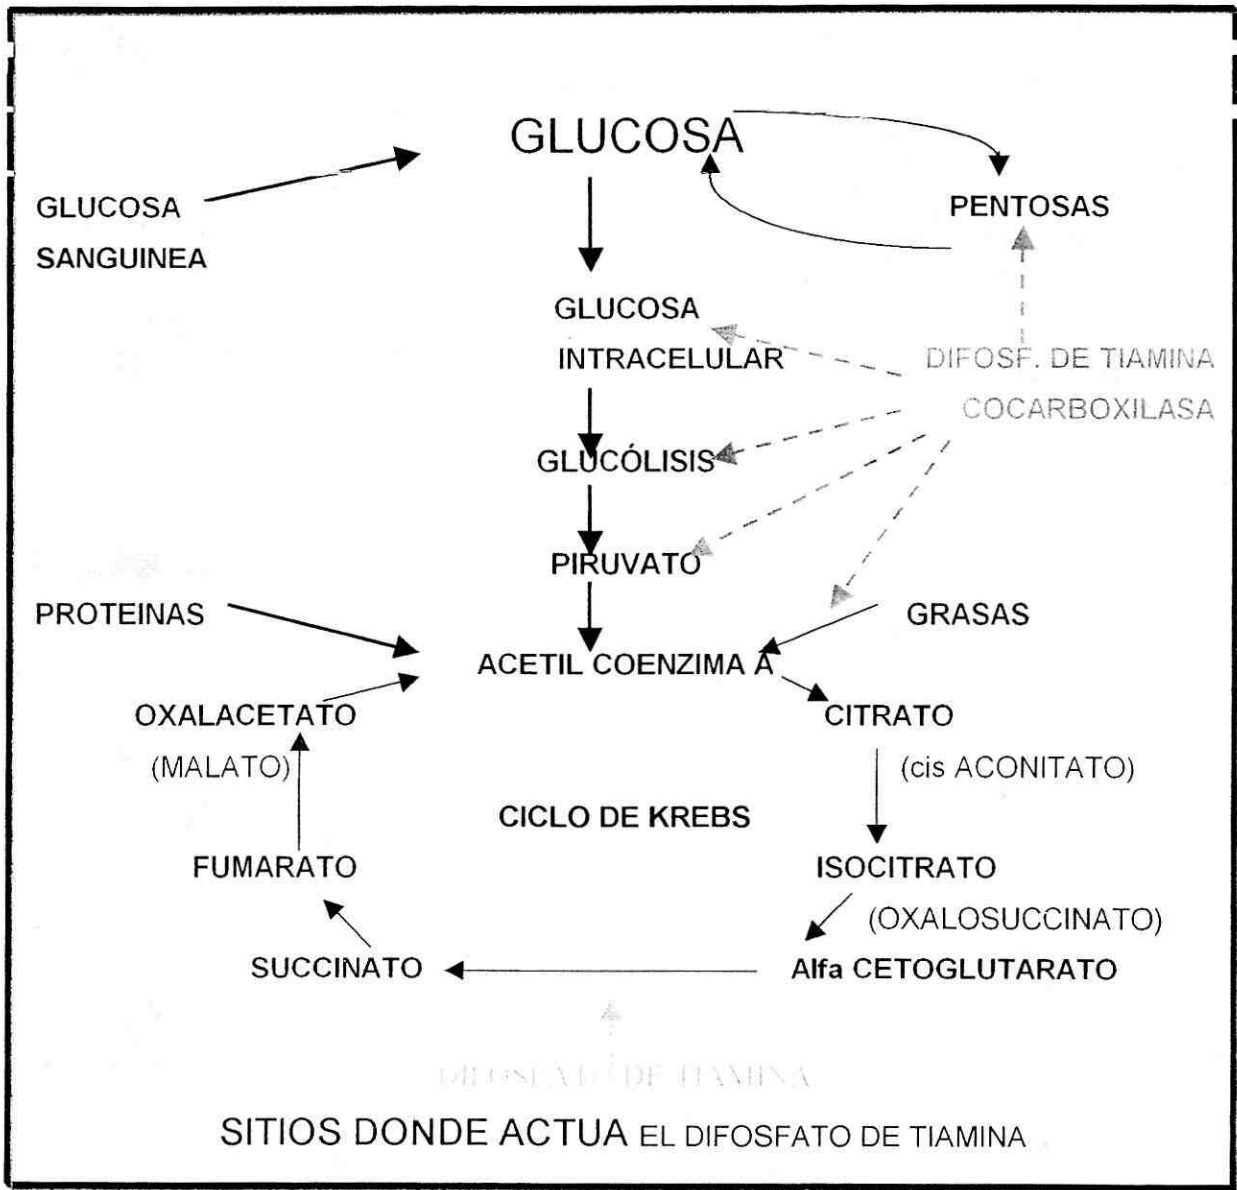 GLUCOSA
GLUCOSA
SANGUINEA
PENTOSAS
GLUCOSA
INTRACELULAR
DIFOSF. DE TIAMINA
COCARBOXILASA
GLUCÓLISIS
PIRUVATO
PROTEINAS
GRASAS
ACETIL COENZIMA A
OXALACETATO
CITRATO
(MALATO)
(cis ACONITATO)
CICLO DE KREBS
FUMARATO
ISOCITRATO
(OXALOSUCCINATO)
SUCCINATO
Alfa CETOGLUTARATO
DIFOSFATO DE TIAMINA
SITIOS DONDE ACTUA EL DIFOSFATO DE TIAMINA